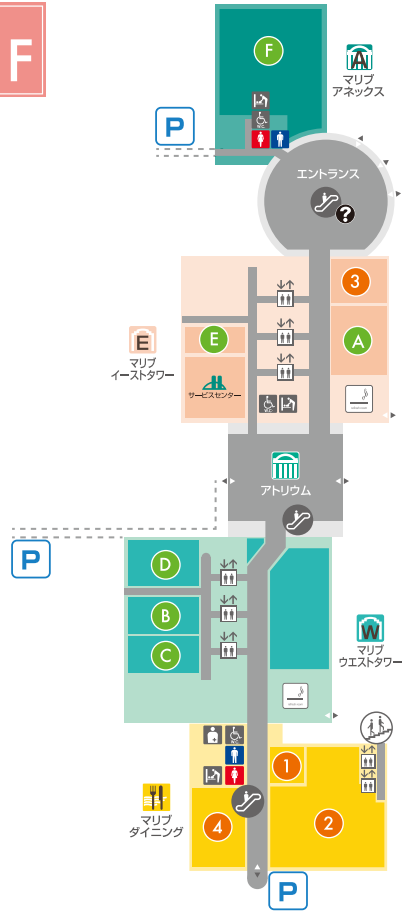 F
F
A
マリブ
アネックス
P
エントランス
?
3
E
A
E
マリブ
イーストタワー
サービスセンター
アトリウム
P
D
B
C
W
マリブ
ウエストタワー
1
4
2
マリブ
ダイニング
P